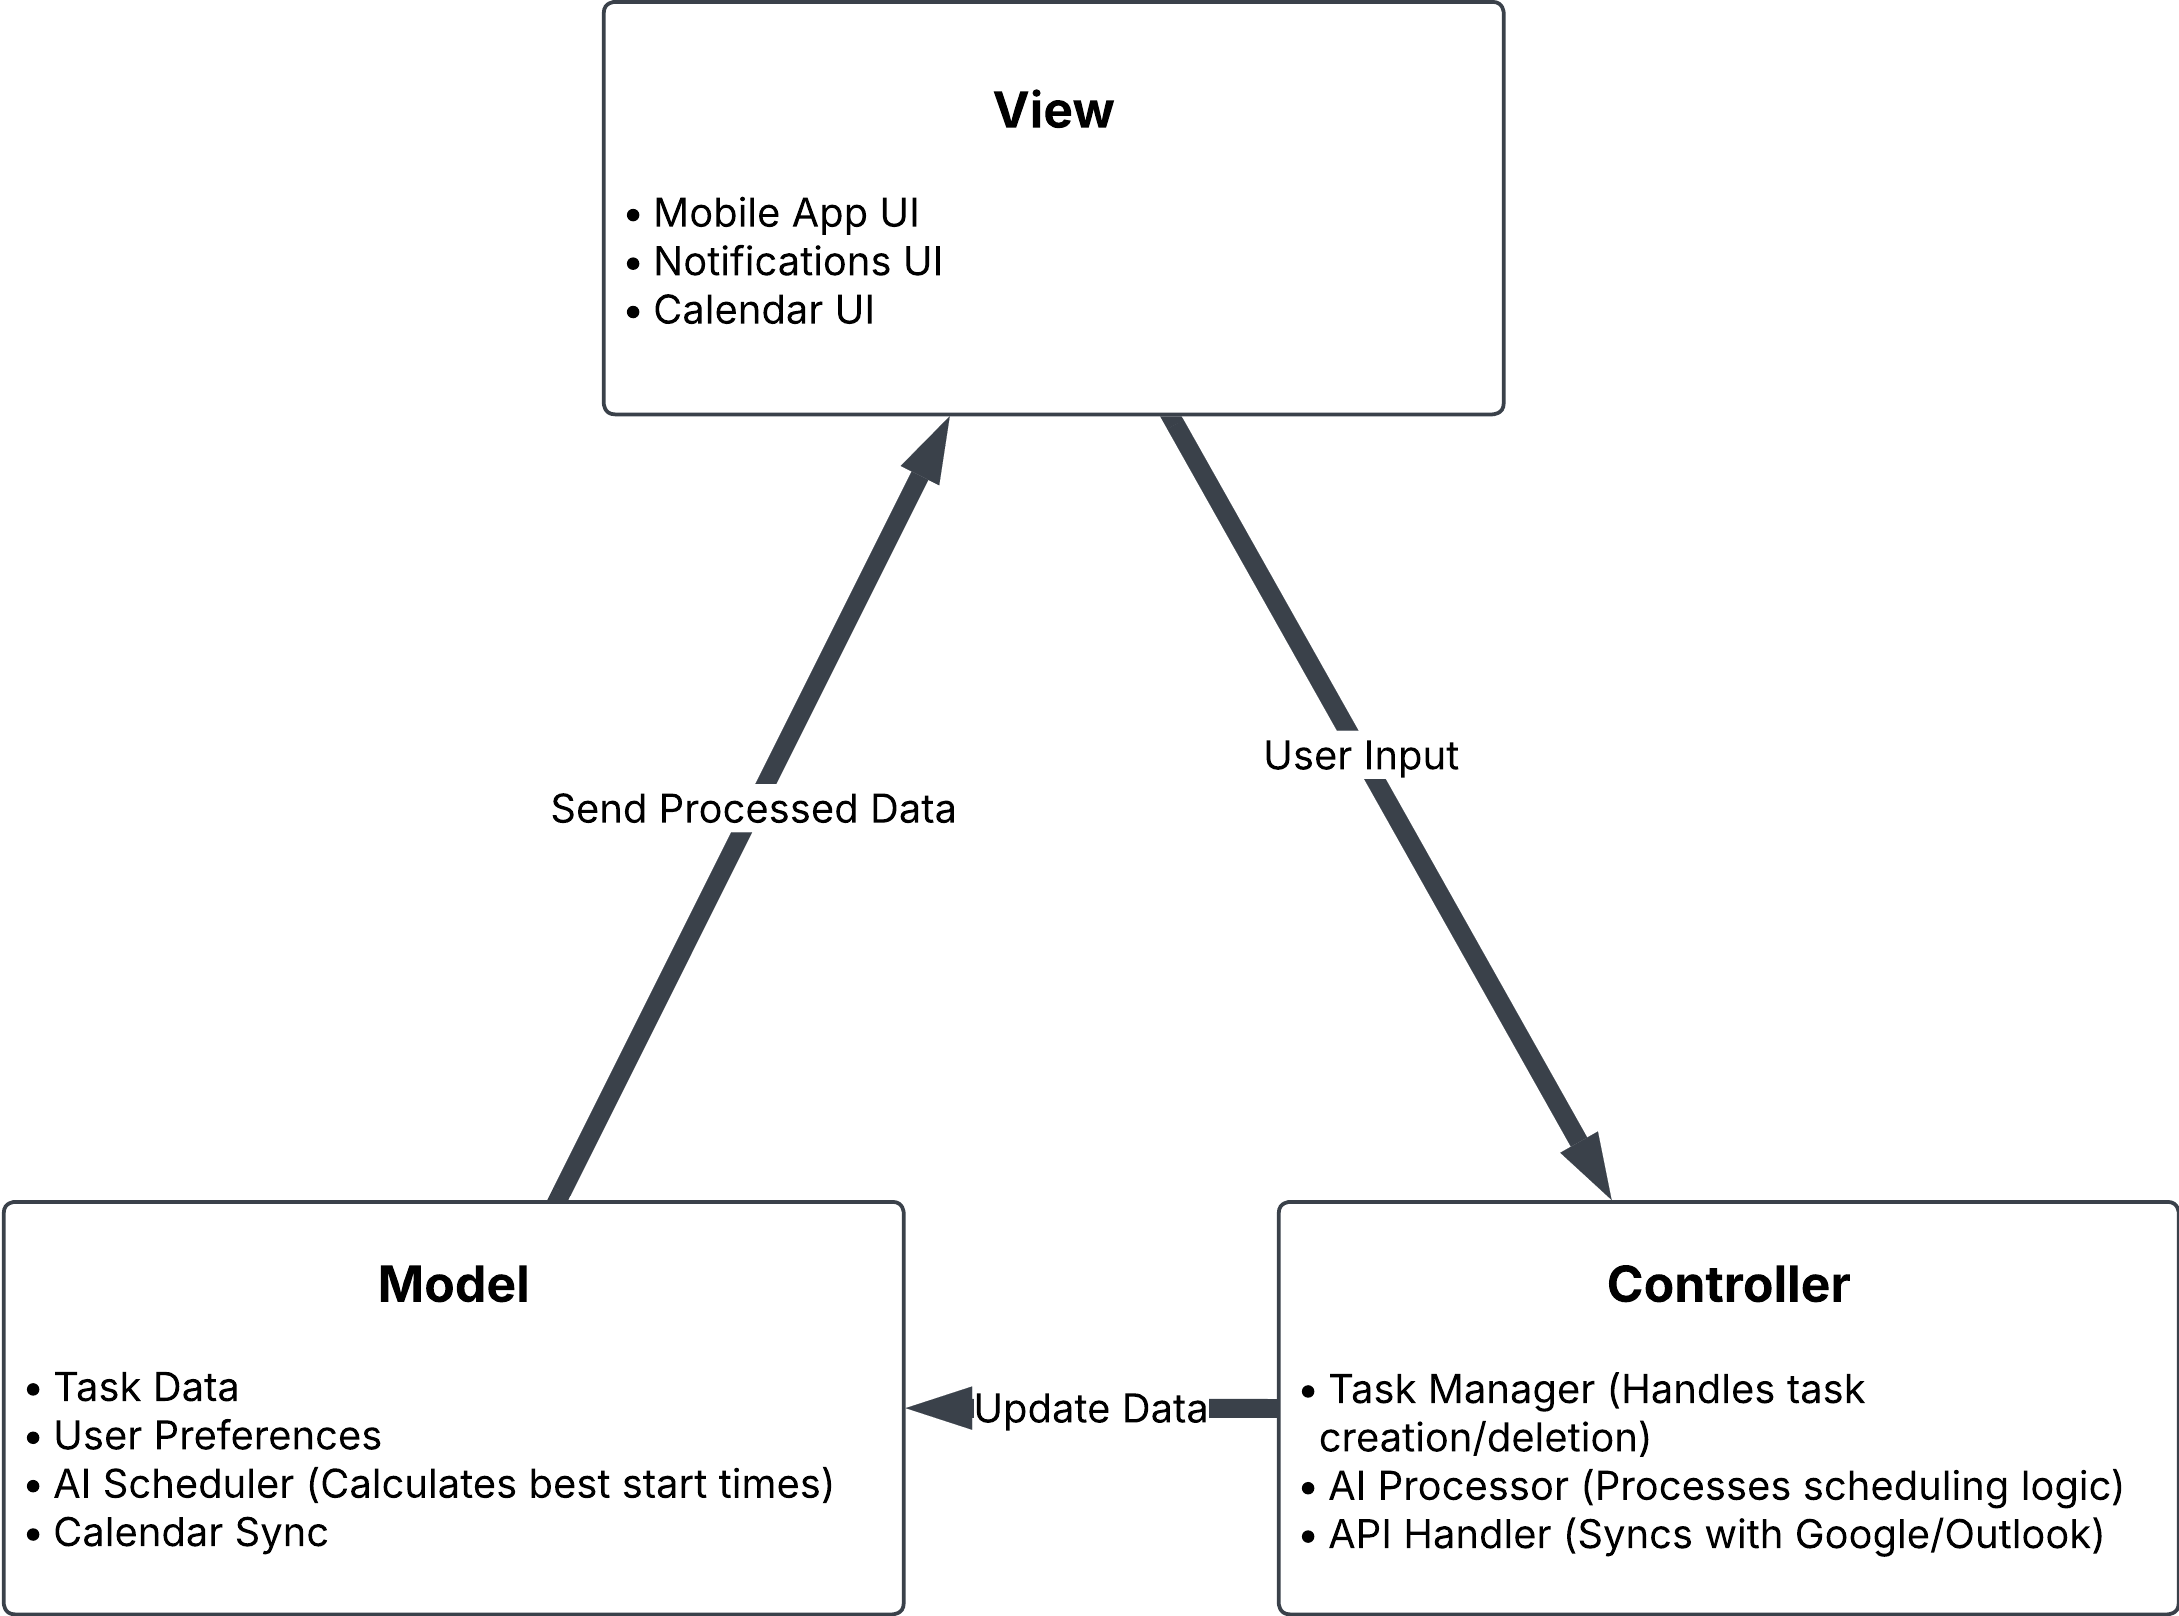 View
• Mobile App UI
• Notifications UI
• Calendar UI
User Input
Send Processed Data
Model
• Task Data
• User Preferences
• AI Scheduler (Calculates best start times)
• Calendar Sync
Update Data
Controller
• Task Manager (Handles task
creation/deletion)
• AI Processor (Processes scheduling logic)
• API Handler (Syncs with Google/Outlook)